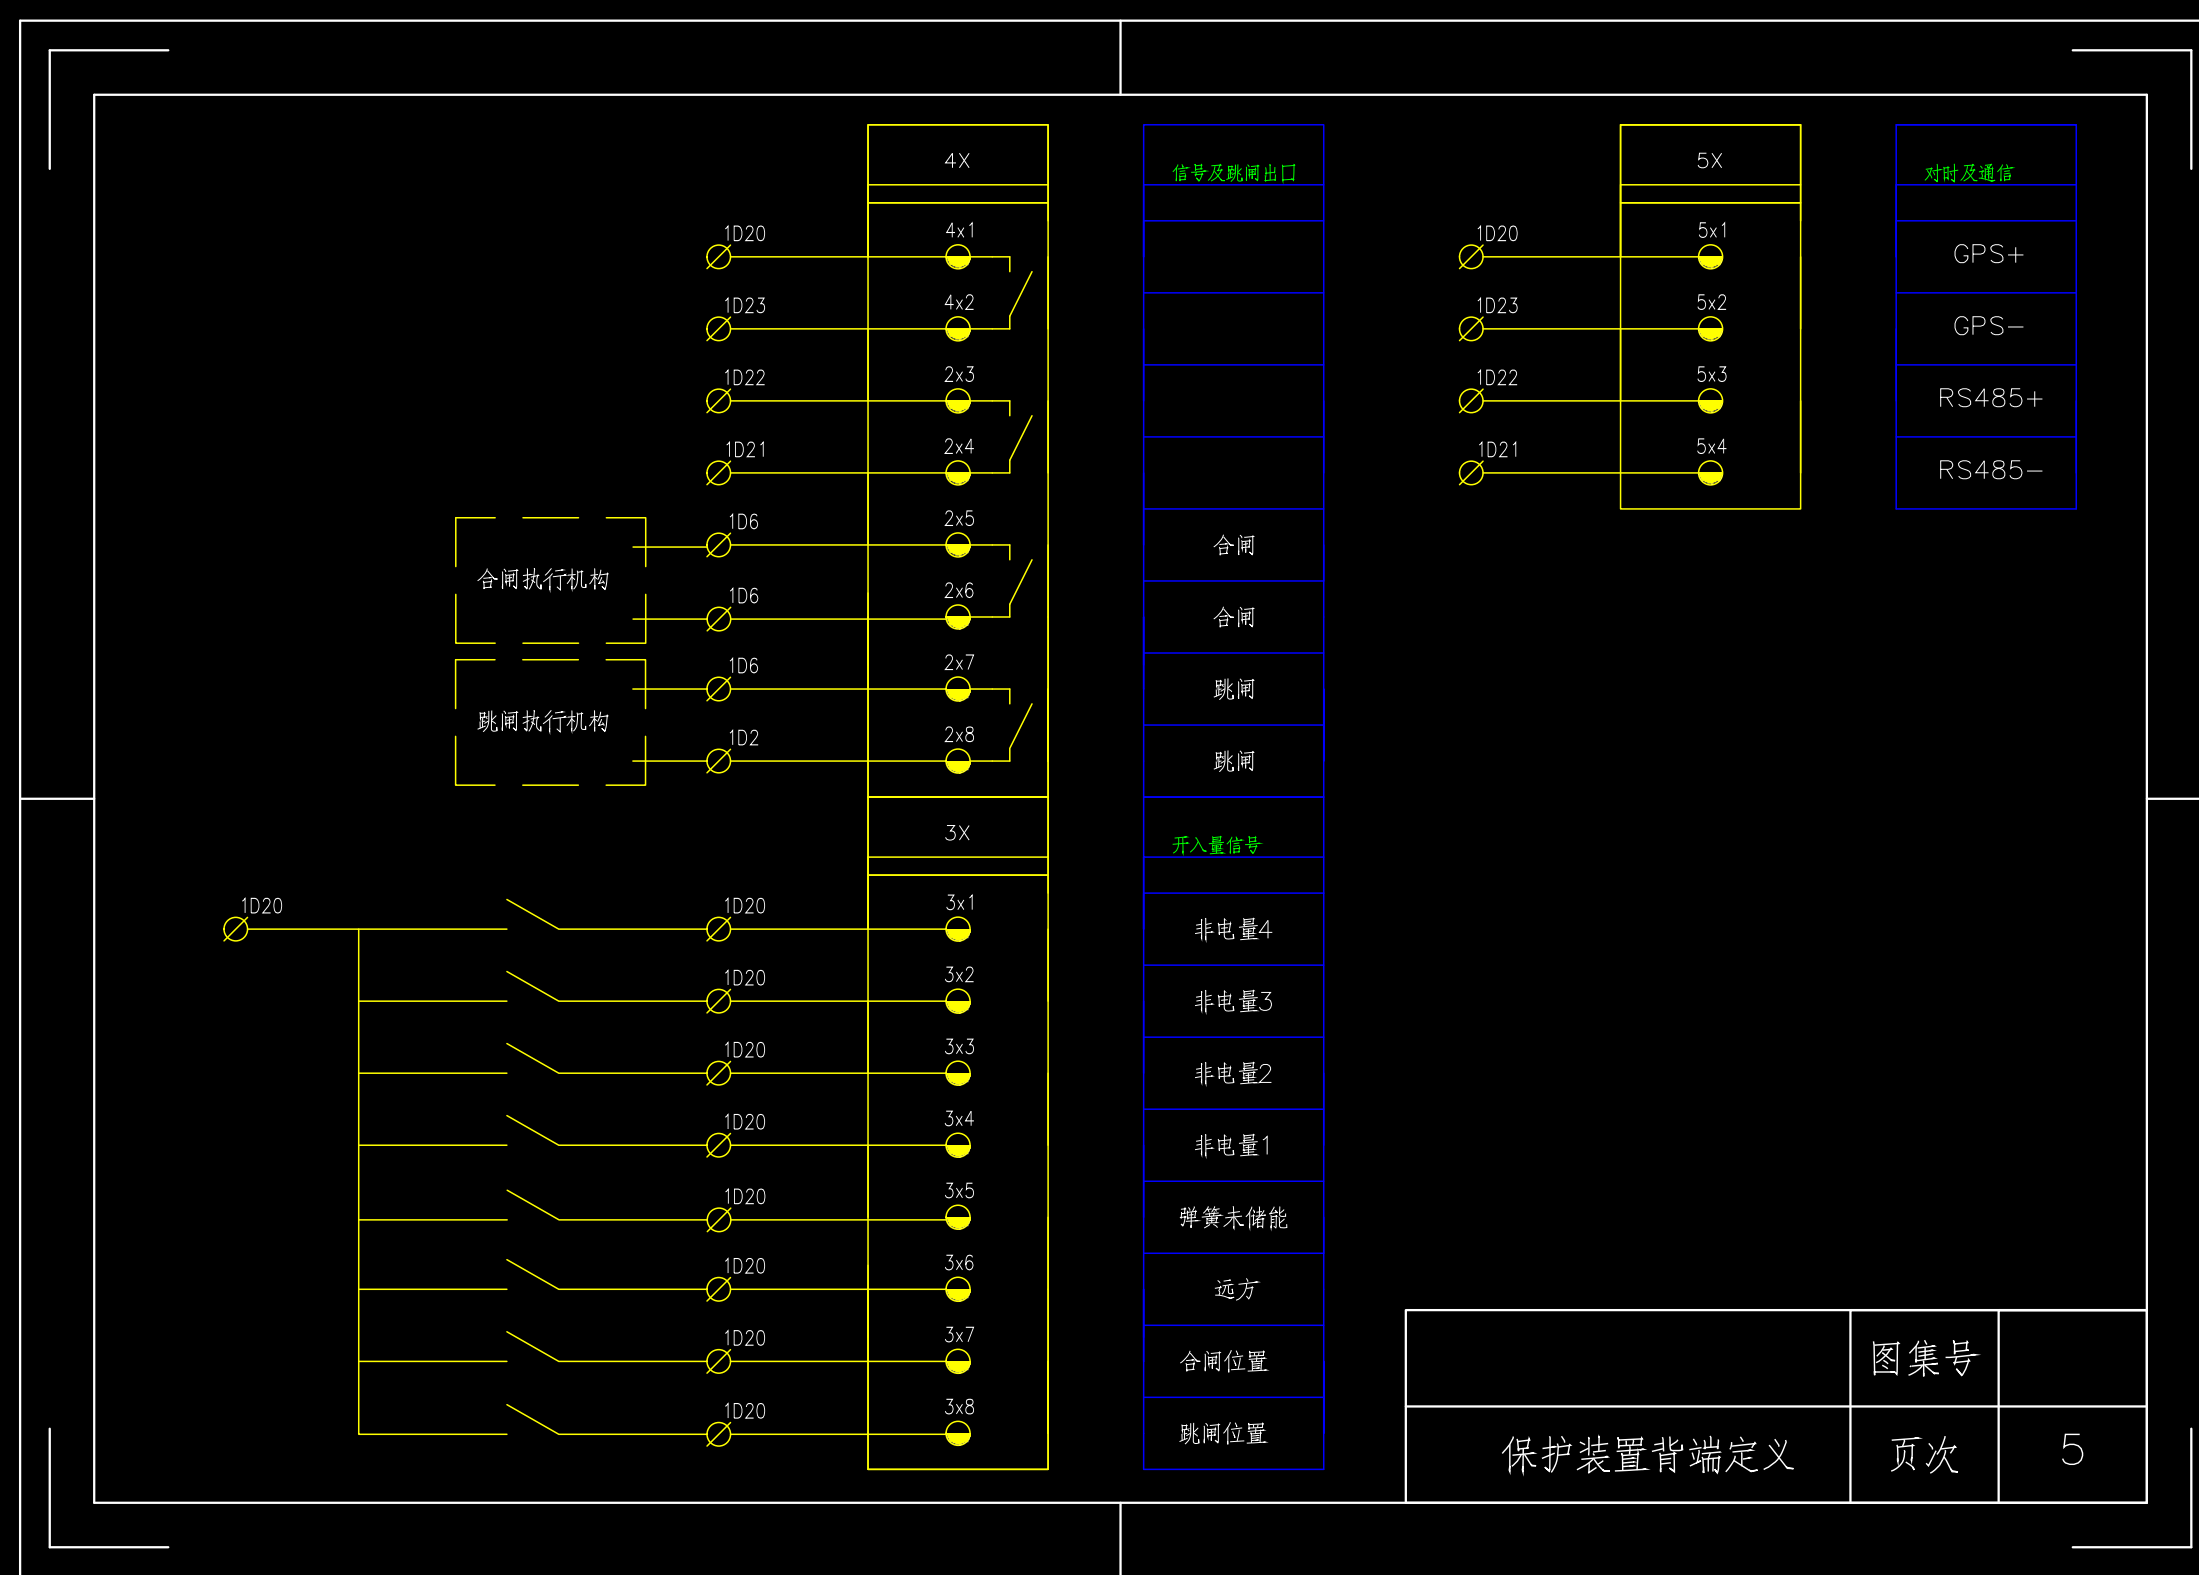 4X
信号及跳闸出口
5X
对时及通信
1D20
4x1
1D20
5x1
GPS+
1D23
4x2
1D23
5x2
GPS-
1D22
2x3
1D22
5x3
RS485+
1D21
2x4
1D21
5x4
RS485-
合闸执行机构
1D6
2x5
合闸
1D6
2x6
合闸
跳闸执行机构
1D6
2x7
跳闸
1D2
2x8
跳闸
3X
开入量信号
1D20
1D20
3x1
非电量4
1D20
3x2
非电量3
1D20
3x3
非电量2
1D20
3x4
非电量1
1D20
3x5
弹簧未储能
1D20
3x6
远方
1D20
3x7
合闸位置
1D20
3x8
跳闸位置
图集号
保护装置背端定义
页次
5